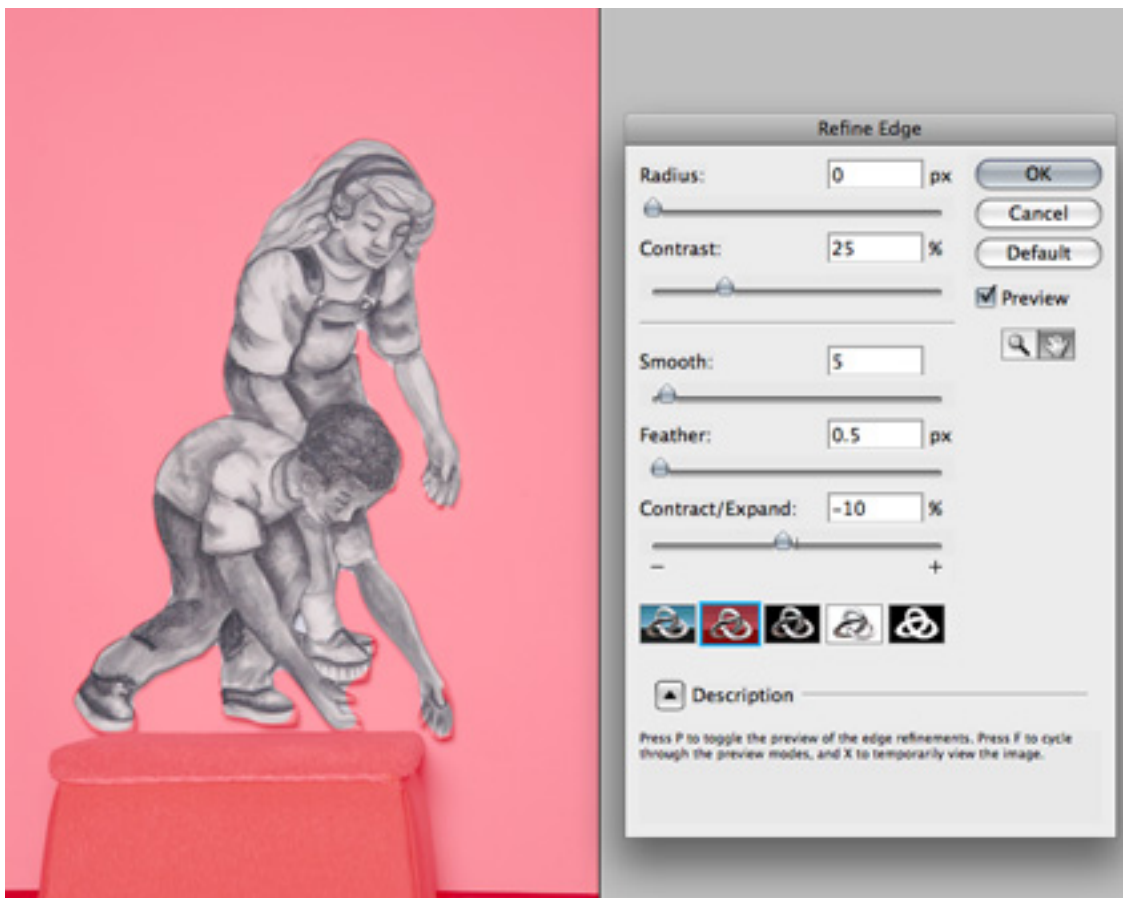 Refine Edge
Radius: 0 px OK
Cancel
Contrast: 25 % Default
Preview
Smooth: 5
Feather: 0.5 px
Contract/Expand: -10 %
− +
Description
Press P to toggle the preview of the edge refinements. Press F to cycle
through the preview modes, and X to temporarily view the image.